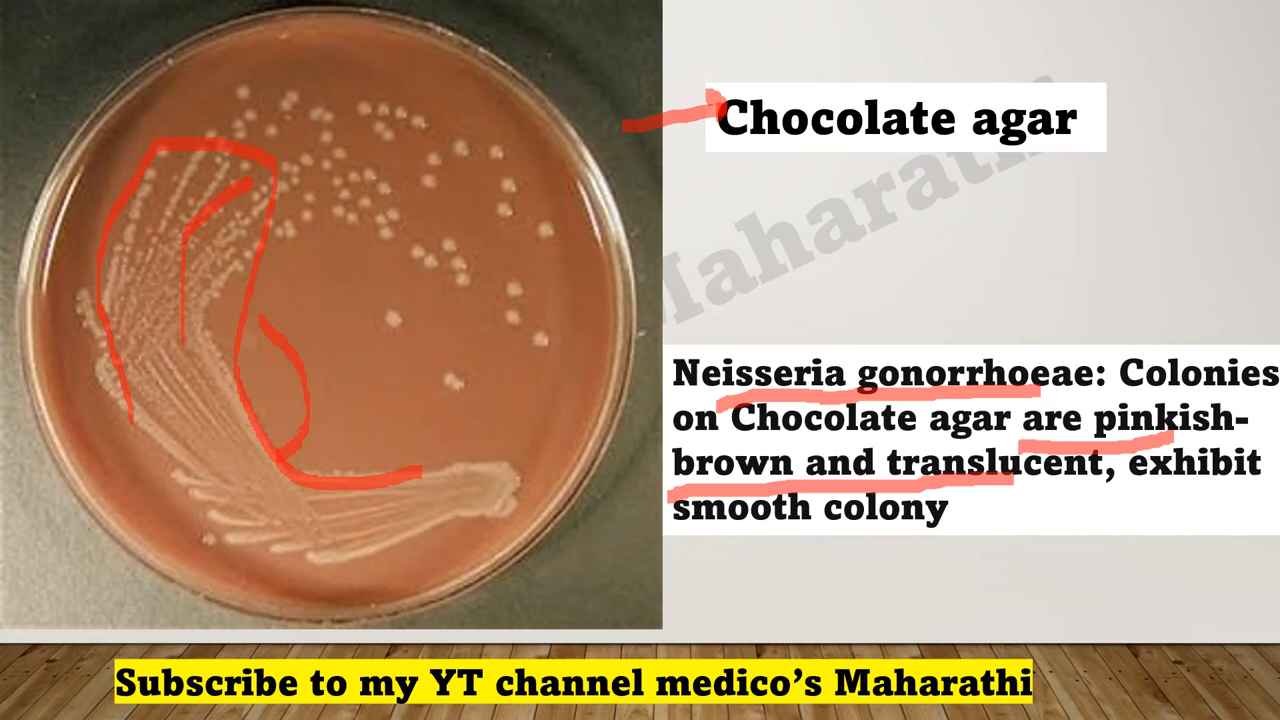 Chocolate agar
Maharathi
Neisseria gonorrhoeae: Colonies
on Chocolate agar are pinkish-
brown and translucent, exhibit
smooth colony
Subscribe to my YT channel medico’s Maharathi